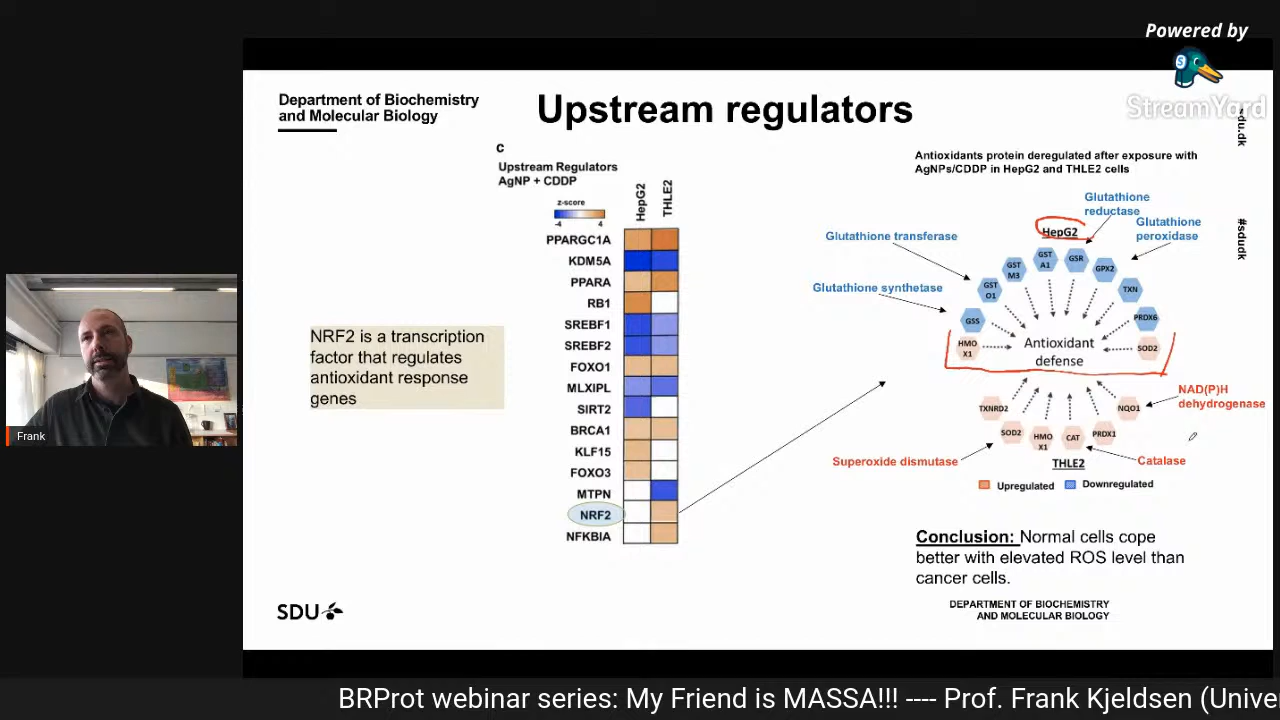 Powered by
StreamYard
Department of Biochemistry
and Molecular Biology
Upstream regulators
sdu.dk
#sdudk
c
Upstream Regulators
AgNP + CDDP
z-score
-4 4
HepG2
THLE2
PPARGC1A
KDM5A
PPARA
RB1
SREBF1
SREBF2
FOXO1
MLXIPL
SIRT2
BRCA1
KLF15
FOXO3
MTPN
NRF2
NFKBIA
NRF2 is a transcription
factor that regulates
antioxidant response
genes
Antioxidants protein deregulated after exposure with
AgNPs/CDDP in HepG2 and THLE2 cells
Glutathione
reductase
Glutathione
peroxidase
Glutathione transferase
Glutathione synthetase
HepG2
HMO
X1
GSS
GST
O1
GST
M3
GST
A1
GSR
GPX2
TXN
PRDX6
SOD2
Antioxidant
defense
TXNRD2
SOD2
HMO
X1
CAT
PRDX1
NQO1
NAD(P)H
dehydrogenase
Superoxide dismutase
Catalase
THLE2
Upregulated
Downregulated
Conclusion: Normal cells cope
better with elevated ROS level than
cancer cells.
DEPARTMENT OF BIOCHEMISTRY
AND MOLECULAR BIOLOGY
SDU
Frank
BRProt webinar series: My Friend is MASSA!!! ---- Prof. Frank Kjeldsen (Unive